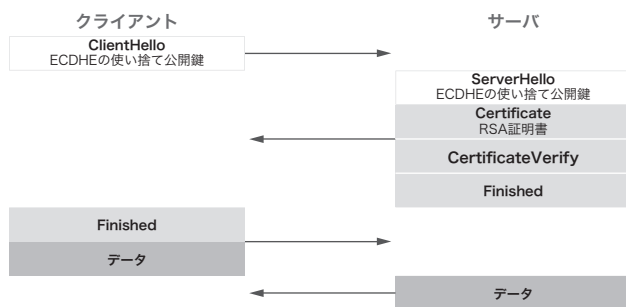 クライアント
サーバ
ClientHello
ECDHEの使い捨て公開鍵
ServerHello
ECDHEの使い捨て公開鍵
Certificate
RSA証明書
CertificateVerify
Finished
Finished
データ
データ